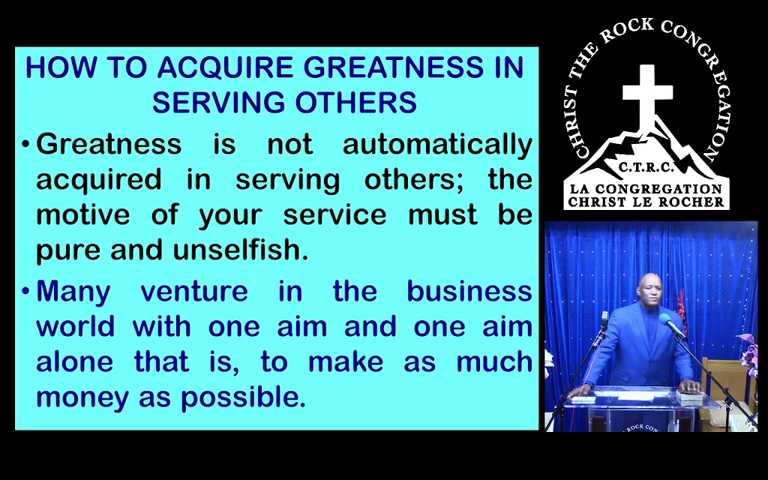 HOW TO ACQUIRE GREATNESS IN
SERVING OTHERS
• Greatness is not automatically
acquired in serving others; the
motive of your service must be
pure and unselfish.
• Many venture in the business
world with one aim and one aim
alone that is, to make as much
money as possible.
CHRIST THE ROCK CONGREGATION
C.T.R.C.
LA CONGREGATION
CHRIST LE ROCHER
ROCK CON